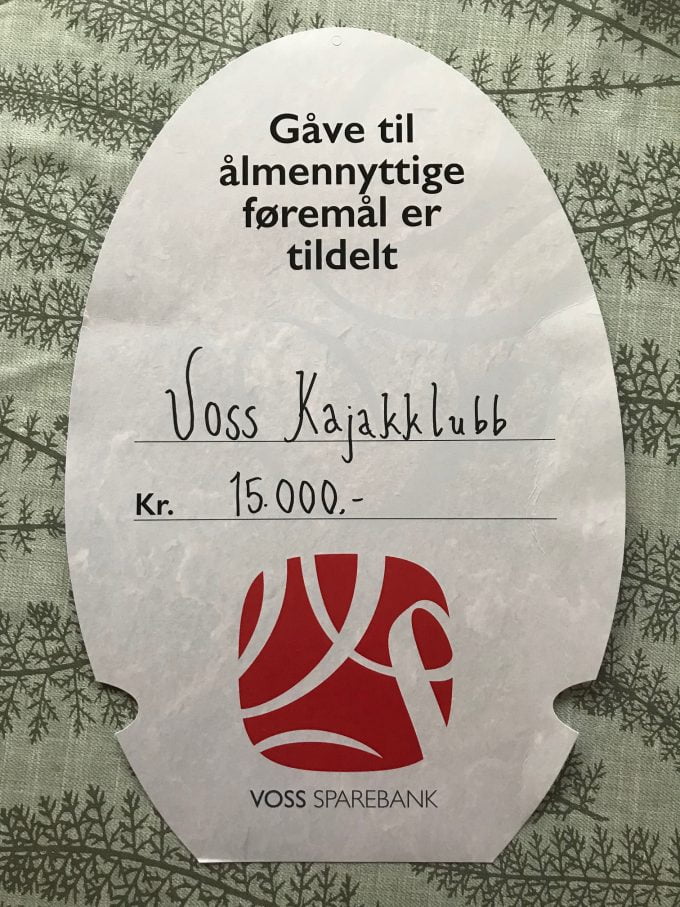 Gåve til
ålmennyttige
føremål er
tildelt
Voss Kajakklubb
Kr. 15.000.-
VOSS SPAREBANK